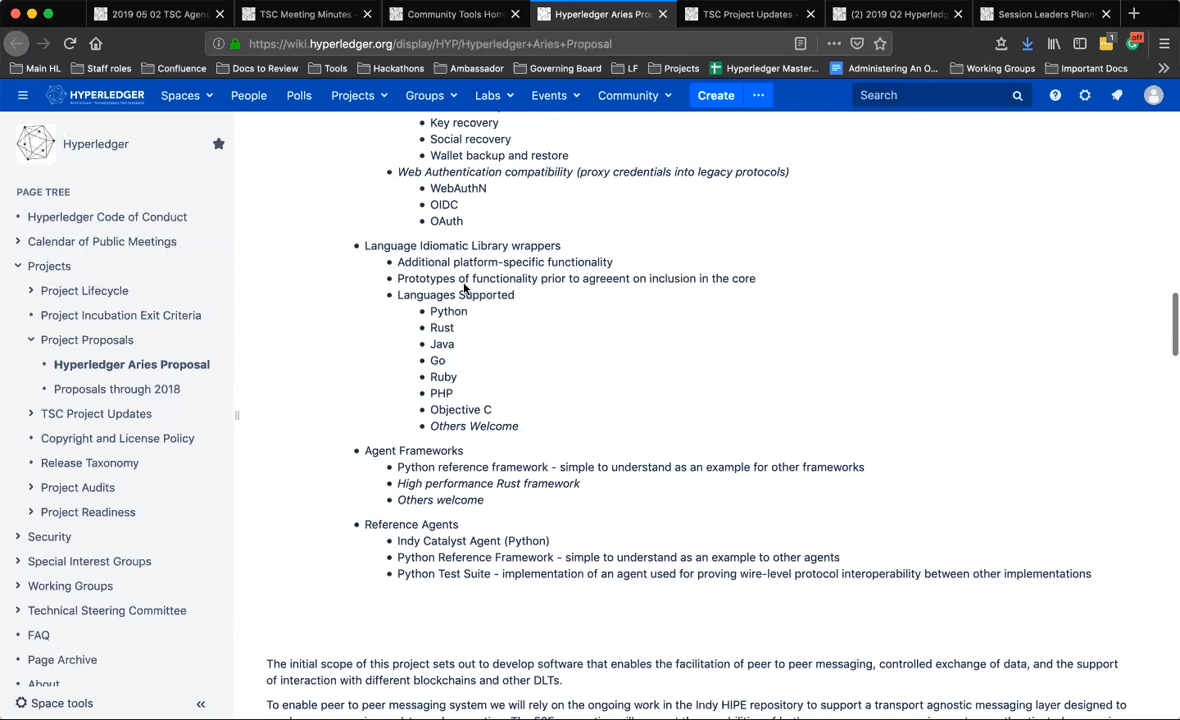 2019 05 02 TSC Agen
TSC Meeting Minutes -
Community Tools Hom
Hyperledger Aries Pro
TSC Project Updates -
(2) 2019 Q2 Hyperled
Session Leaders Plann
https://wiki.hyperledger.org/display/HYP/Hyperledger+Aries+Proposal
1
off
Main HL
Staff roles
Confluence
Docs to Review
Tools
Hackathons
Ambassador
Governing Board
LF
Projects
Hyperledger Master...
Administering An O...
Working Groups
Important Docs
HYPERLEDGER
Spaces
People
Polls
Projects
Groups
Labs
Events
Community
Create
Search
Hyperledger
PAGE TREE
Hyperledger Code of Conduct
Calendar of Public Meetings
Projects
Project Lifecycle
Project Incubation Exit Criteria
Project Proposals
Hyperledger Aries Proposal
Proposals through 2018
TSC Project Updates
Copyright and License Policy
Release Taxonomy
Project Audits
Project Readiness
Security
Special Interest Groups
Working Groups
Technical Steering Committee
FAQ
Page Archive
About
Space tools
Key recovery
Social recovery
Wallet backup and restore
Web Authentication compatibility (proxy credentials into legacy protocols)
WebAuthN
OIDC
OAuth
Language Idiomatic Library wrappers
Additional platform-specific functionality
Prototypes of functionality prior to agreeent on inclusion in the core
Languages Supported
Python
Rust
Java
Go
Ruby
PHP
Objective C
Others Welcome
Agent Frameworks
Python reference framework - simple to understand as an example for other frameworks
High performance Rust framework
Others welcome
Reference Agents
Indy Catalyst Agent (Python)
Python Reference Framework - simple to understand as an example to other agents
Python Test Suite - implementation of an agent used for proving wire-level protocol interoperability between other implementations
The initial scope of this project sets out to develop software that enables the facilitation of peer to peer messaging, controlled exchange of data, and the support
of interaction with different blockchains and other DLTs.
To enable peer to peer messaging system we will rely on the ongoing work in the Indy HIPE repository to support a transport agnostic messaging layer designed to